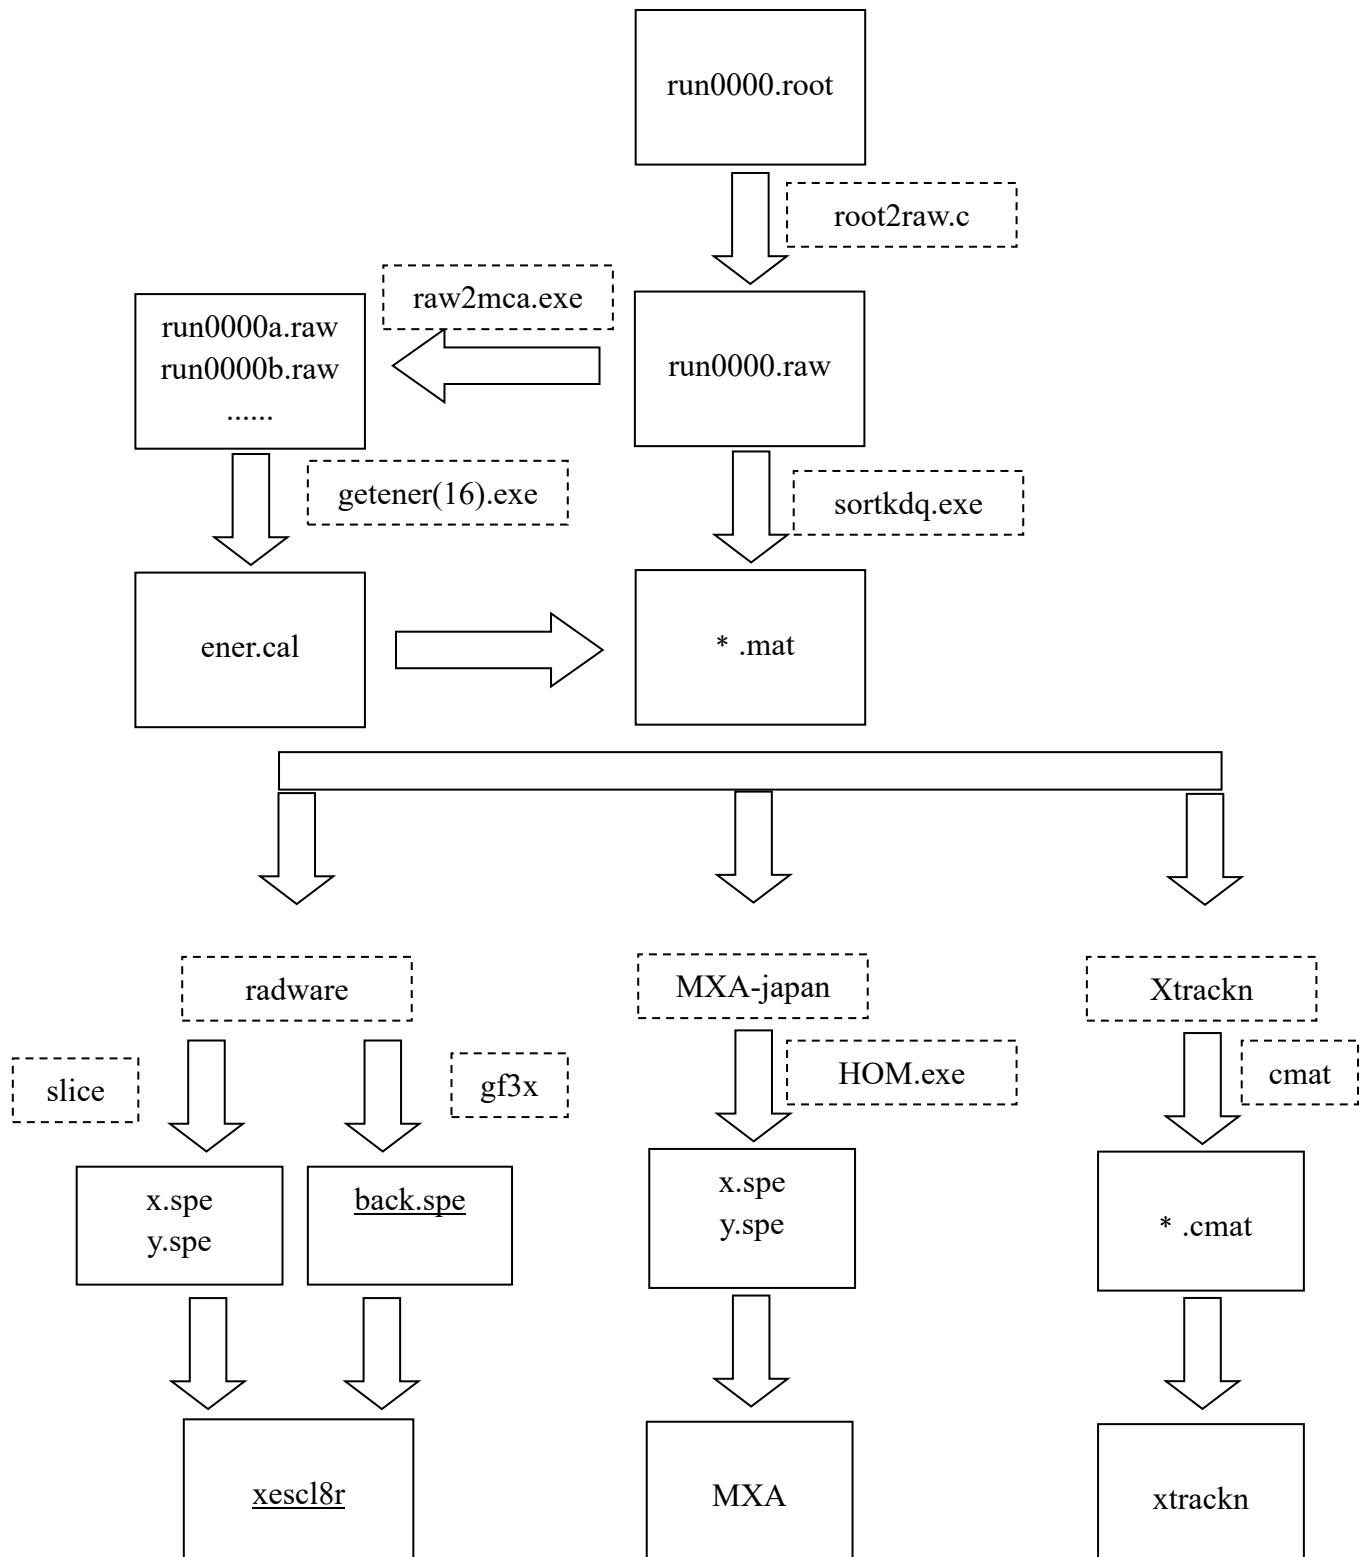 run0000.root
root2raw.c
raw2mca.exe
run0000a.raw
run0000b.raw
......
run0000.raw
getener(16).exe
sortkdq.exe
ener.cal
* .mat
radware
MXA-japan
Xtrackn
slice
gf3x
HOM.exe
cmat
x.spe
y.spe
back.spe
x.spe
y.spe
* .cmat
xescl8r
MXA
xtrackn